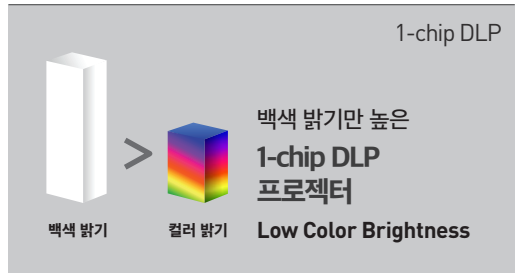 1-chip DLP
백색 밝기만 높은
1-chip DLP
프로젝터
Low Color Brightness
>
백색 밝기
컬러 밝기